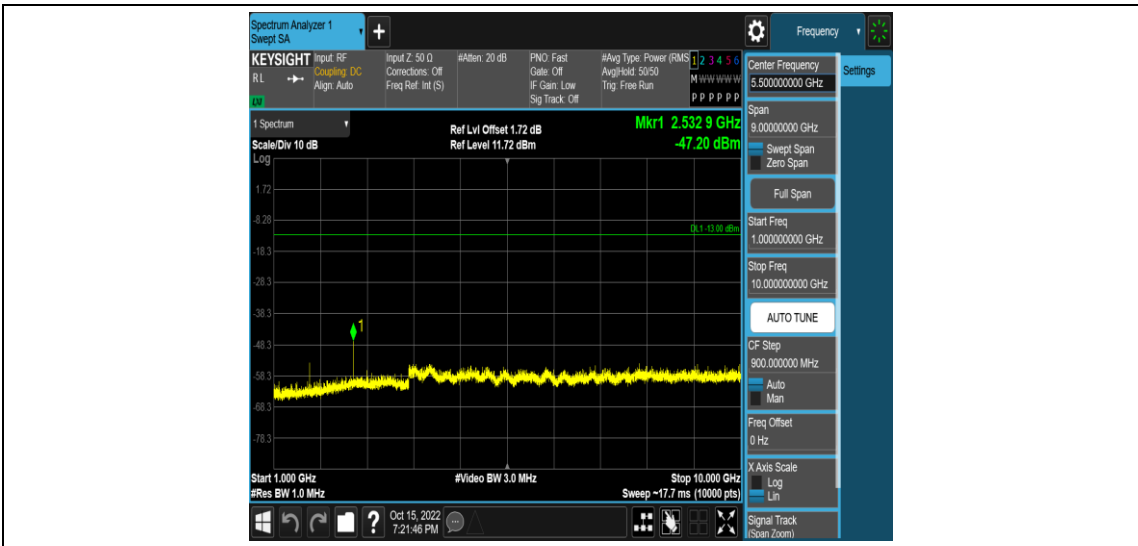 Spectrum Analyzer 1
Swept SA
+
Frequency
KEYSIGHT
RL
LXI
Input: RF
Coupling: DC
Align: Auto
Input Z: 50 Ω
Corrections: Off
Freq Ref: Int (S)
#Atten: 20 dB
PNO: Fast
Gate: Off
IF Gain: Low
Sig Track: Off
#Avg Type: Power (RMS
Avg|Hold: 50/50
Trig: Free Run
1 2 3 4 5 6
M W W W W W
P P P P P P
Center Frequency
5.500000000 GHz
Settings
1 Spectrum
Scale/Div 10 dB
Log
Ref Lvl Offset 1.72 dB
Ref Level 11.72 dBm
Mkr1 2.532 9 GHz
-47.20 dBm
Span
9.00000000 GHz
Swept Span
Zero Span
Full Span
Start Freq
1.000000000 GHz
Stop Freq
10.000000000 GHz
AUTO TUNE
CF Step
900.000000 MHz
Auto
Man
Freq Offset
0 Hz
X Axis Scale
Log
Lin
Signal Track
(Span Zoom)
1.72
-8.28
DL1 -13.00 dBm
-18.3
-28.3
-38.3
1
-48.3
-58.3
-68.3
-78.3
Start 1.000 GHz
#Video BW 3.0 MHz
Stop 10.000 GHz
#Res BW 1.0 MHz
Sweep ~17.7 ms (10000 pts)
?
Oct 15, 2022
7:21:46 PM